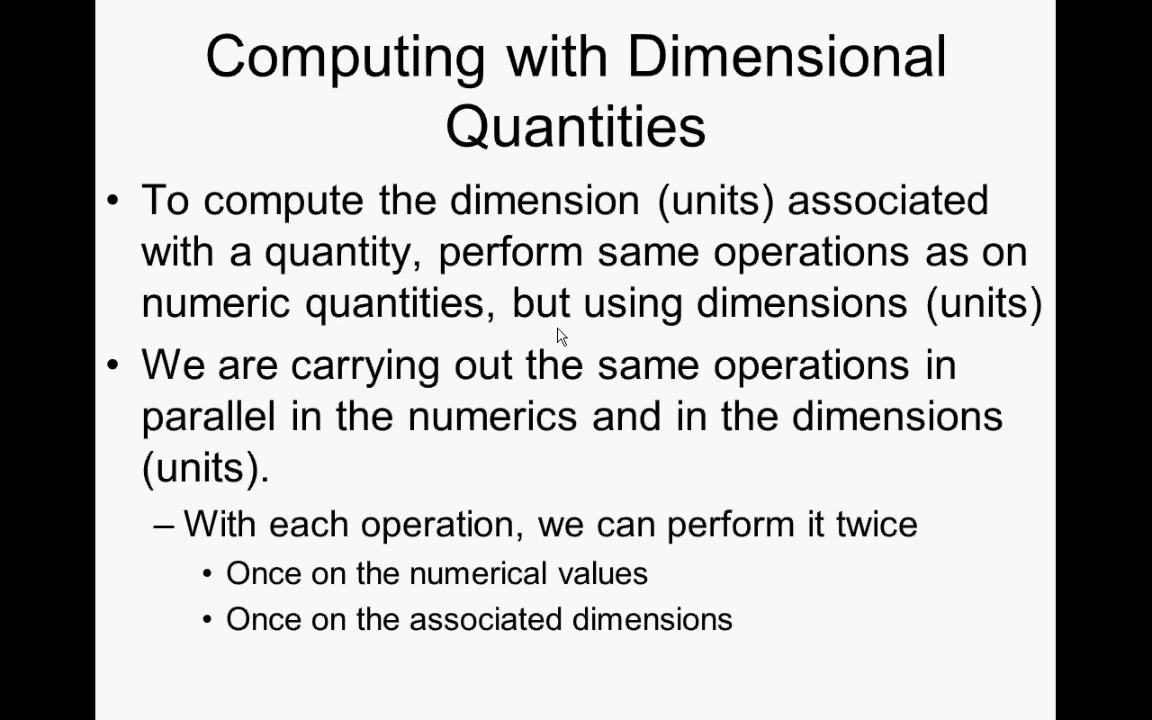 Computing with Dimensional
Quantities
• To compute the dimension (units) associated
with a quantity, perform same operations as on
numeric quantities, but using dimensions (units)
• We are carrying out the same operations in
parallel in the numerics and in the dimensions
(units).
– With each operation, we can perform it twice
• Once on the numerical values
• Once on the associated dimensions